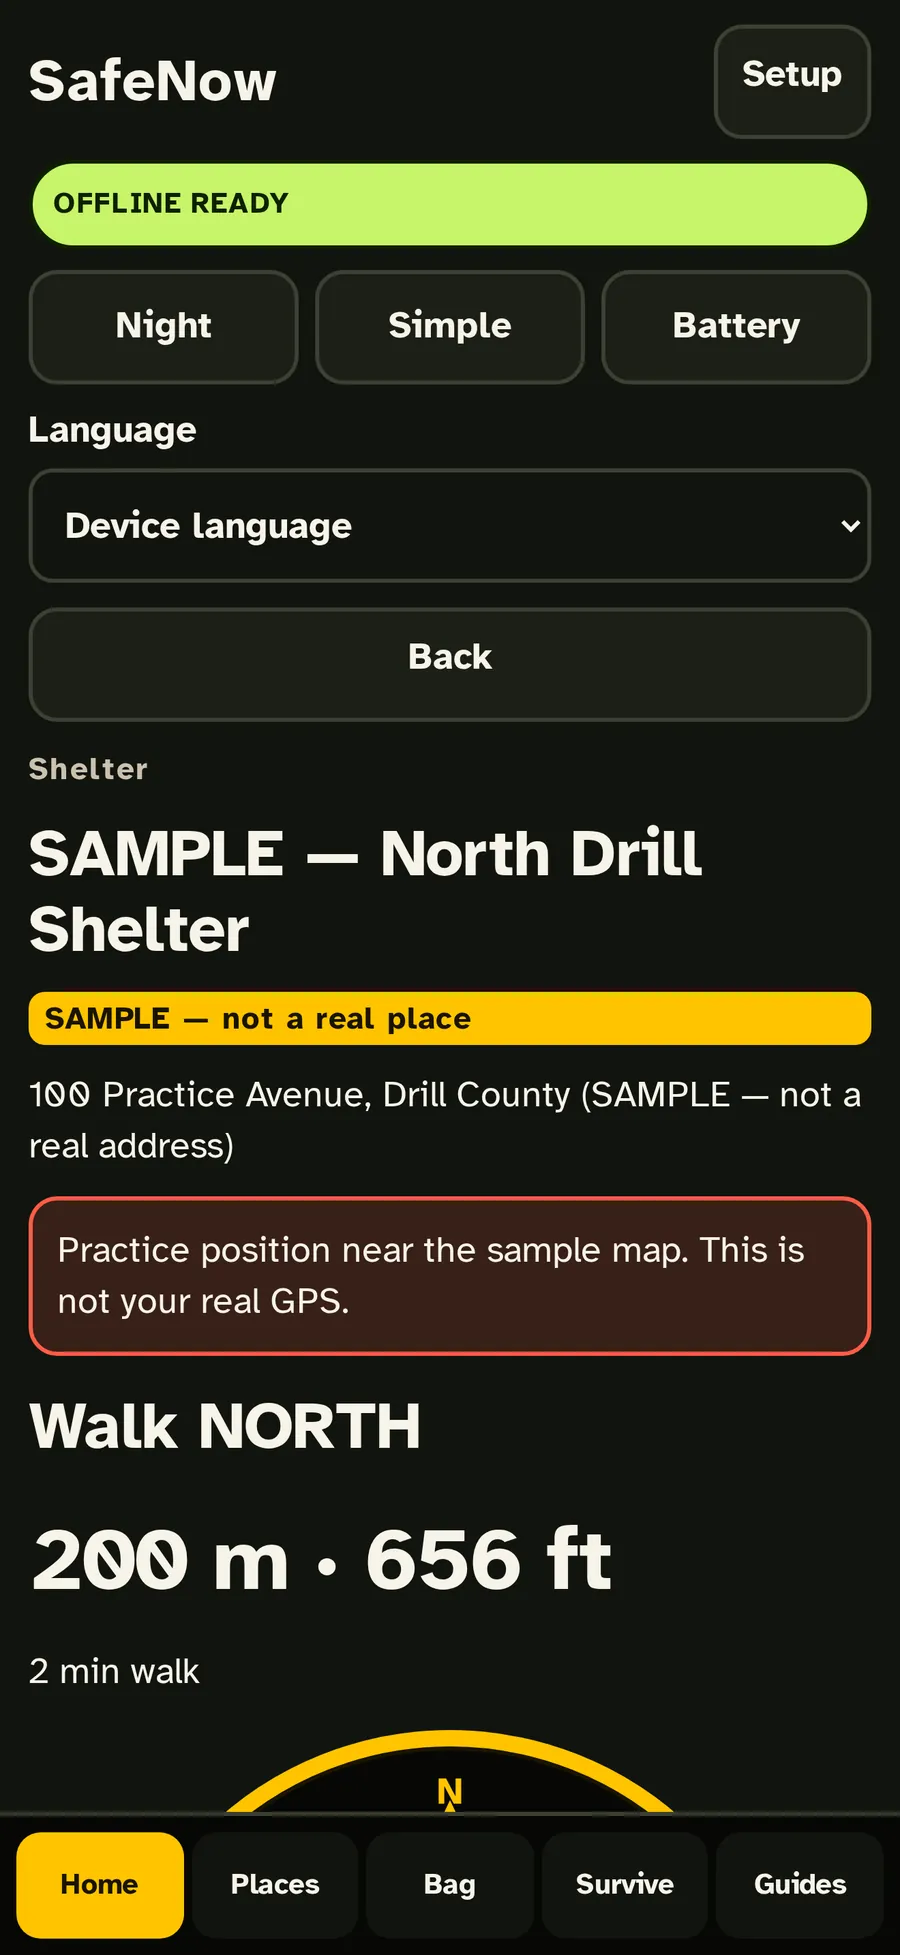 SafeNow
Setup
OFFLINE READY
Night
Simple
Battery
Language
Device language
Back
Shelter
SAMPLE — North Drill
Shelter
SAMPLE — not a real place
100 Practice Avenue, Drill County (SAMPLE — not a
real address)
Practice position near the sample map. This is
not your real GPS.
Walk NORTH
200 m · 656 ft
2 min walk
N
Home
Places
Bag
Survive
Guides